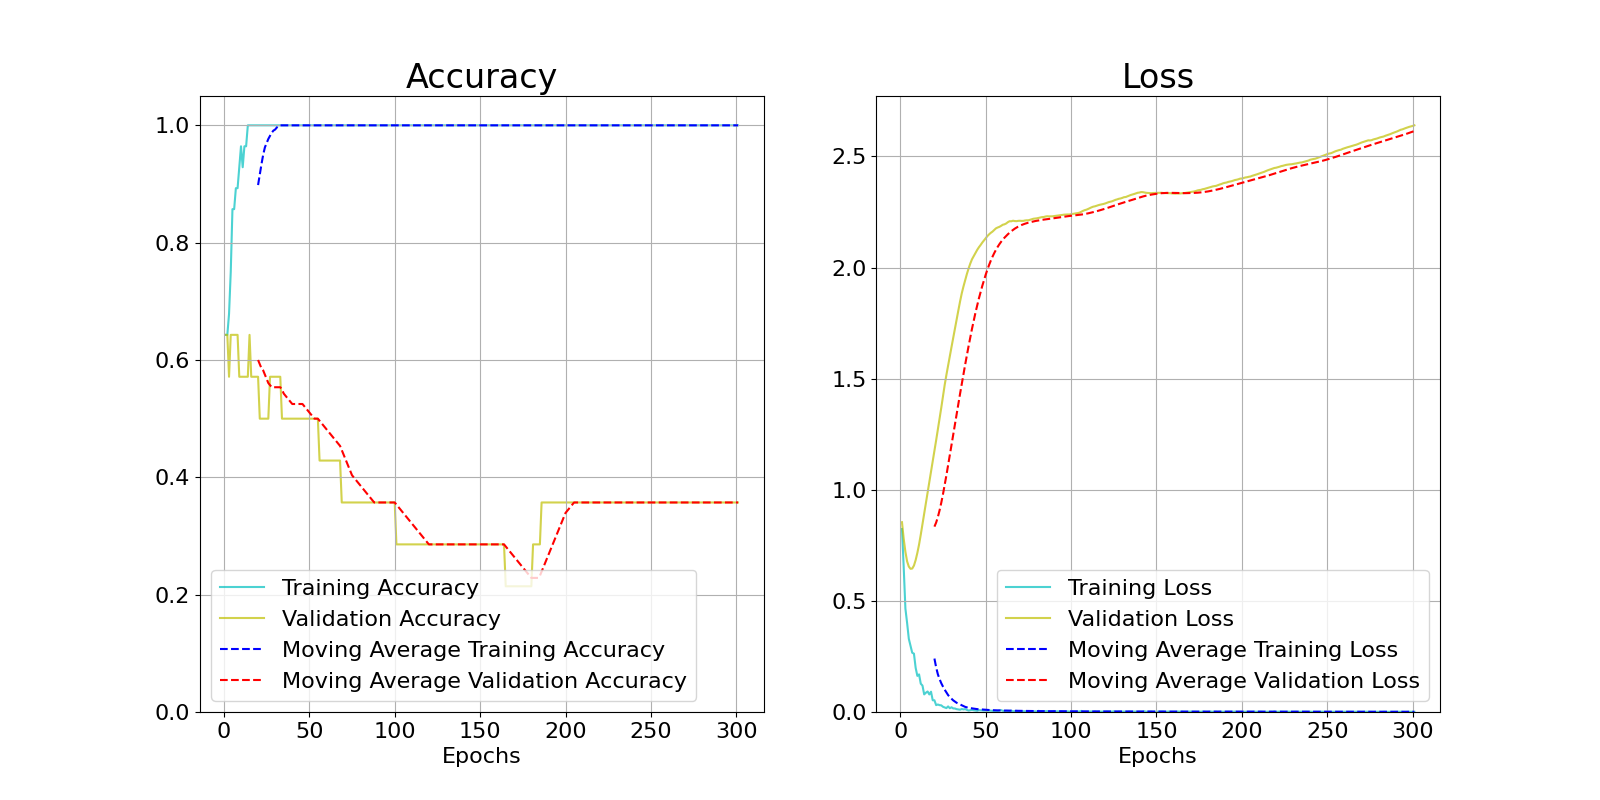 Accuracy
1.0
0.8
0.6
0.4
0.2
0.0
0 50 100 150 200 250 300
Epochs
Training Accuracy
Validation Accuracy
Moving Average Training Accuracy
Moving Average Validation Accuracy
Loss
2.5
2.0
1.5
1.0
0.5
0.0
0 50 100 150 200 250 300
Epochs
Training Loss
Validation Loss
Moving Average Training Loss
Moving Average Validation Loss